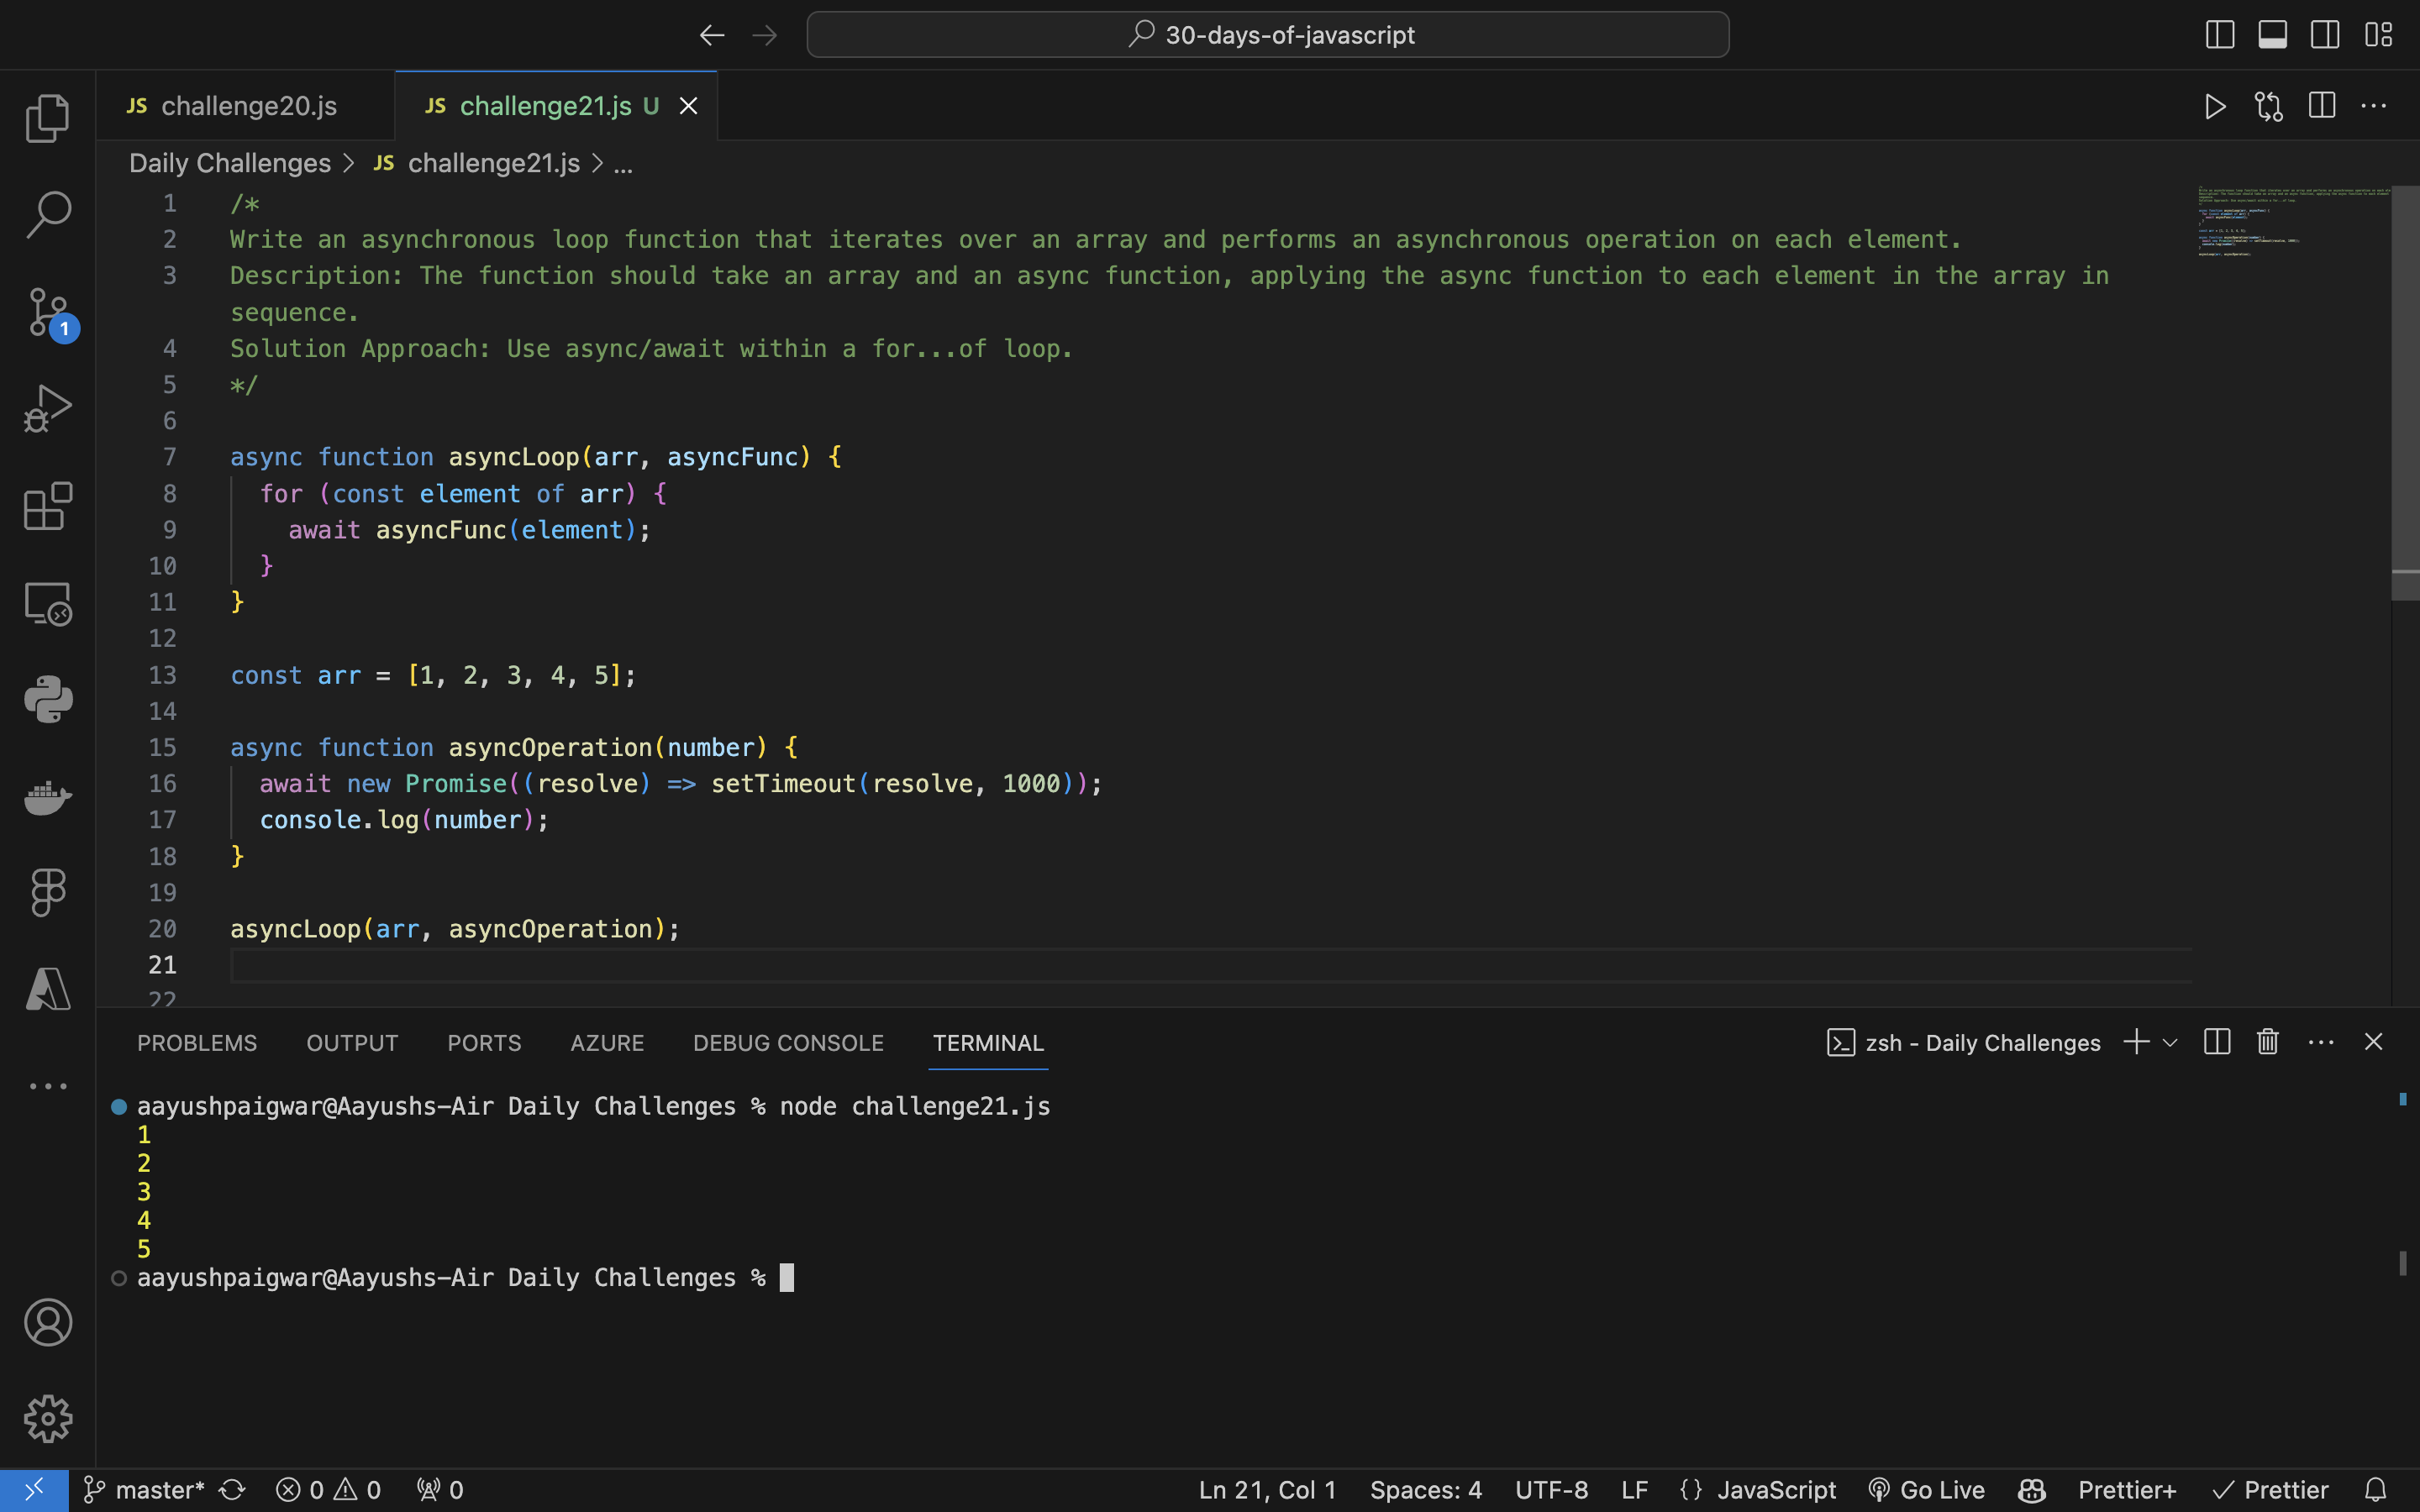 30-days-of-javascript
JS challenge20.js
JS challenge21.js U
Daily Challenges > JS challenge21.js > ...
1 /*
2 Write an asynchronous loop function that iterates over an array and performs an asynchronous operation on each element.
3 Description: The function should take an array and an async function, applying the async function to each element in the array in
sequence.
4 Solution Approach: Use async/await within a for...of loop.
5 */
6
7 async function asyncLoop(arr, asyncFunc) {
8   for (const element of arr) {
9     await asyncFunc(element);
10   }
11 }
12
13 const arr = [1, 2, 3, 4, 5];
14
15 async function asyncOperation(number) {
16   await new Promise((resolve) => setTimeout(resolve, 1000));
17   console.log(number);
18 }
19
20 asyncLoop(arr, asyncOperation);
21
22
1
PROBLEMS OUTPUT PORTS AZURE DEBUG CONSOLE TERMINAL zsh - Daily Challenges
aayushpaigwar@Aayushs-Air Daily Challenges % node challenge21.js
1
2
3
4
5
aayushpaigwar@Aayushs-Air Daily Challenges %
master* 0 0 0 Ln 21, Col 1 Spaces: 4 UTF-8 LF {} JavaScript Go Live Prettier+ Prettier